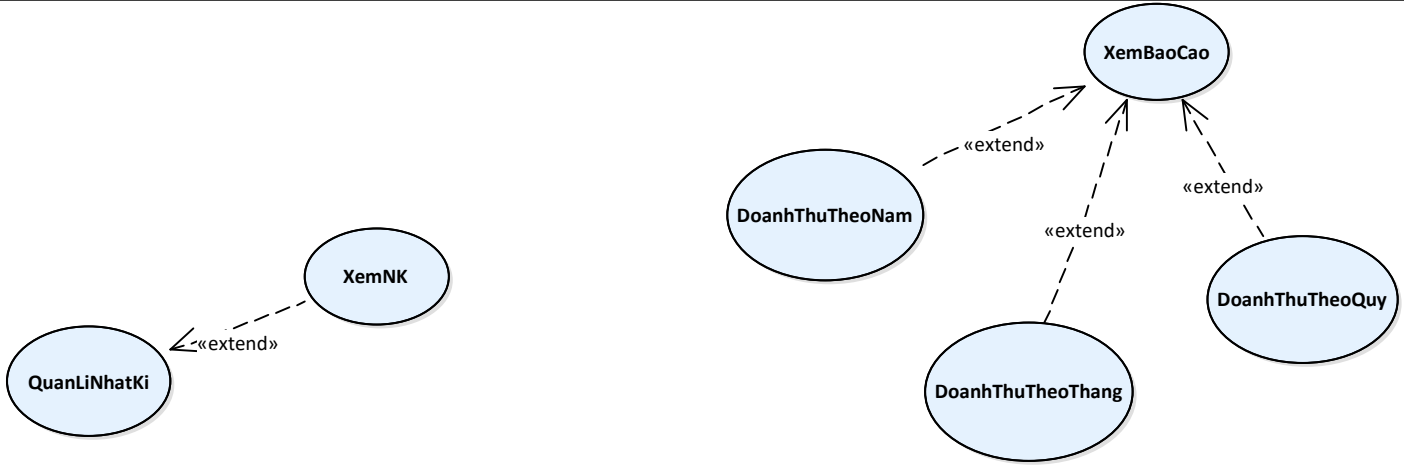 XemBaoCao
«extend»
DoanhThuTheoNam
«extend»
«extend»
XemNK
DoanhThuTheoQuy
«extend»
QuanLiNhatKi
DoanhThuTheoThang